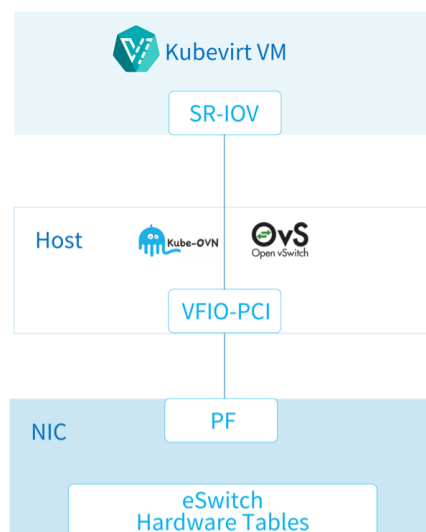 Kubevirt VM
SR-IOV
Host
Kube-OVN
OvS
Open vSwitch
VFIO-PCI
PF
NIC
eSwitch
Hardware Tables